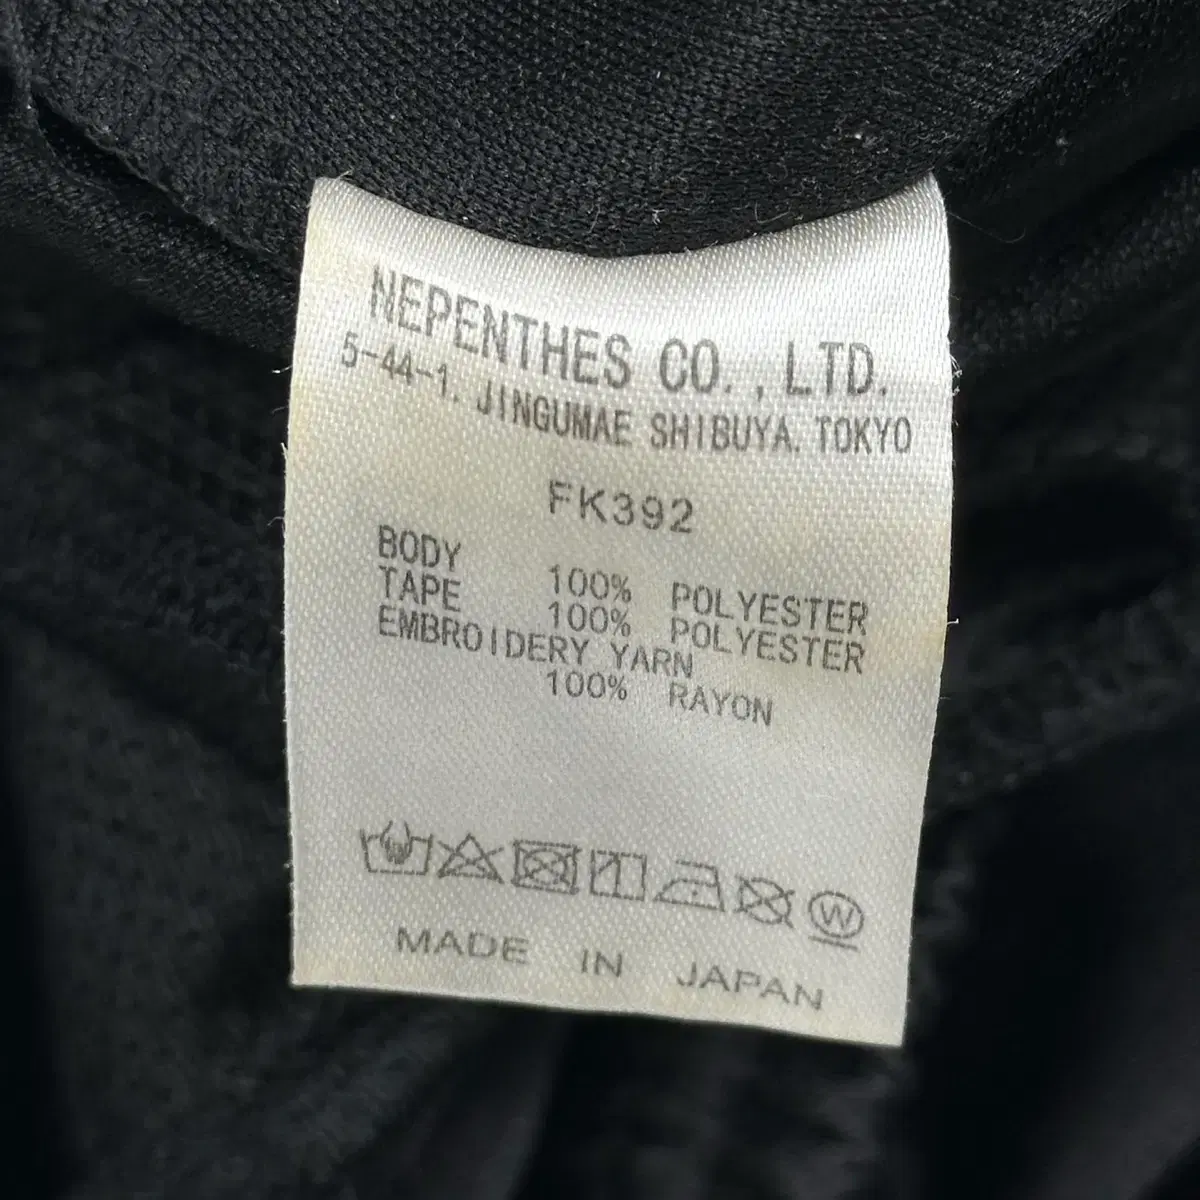 NEPENTHES CO., LTD.
5-44-1. JINGUMAE SHIBUYA. TOKYO
FK392
BODY 100% POLYESTER
TAPE 100% POLYESTER
EMBROIDERY YARN
100% RAYON
W
MADE IN JAPAN